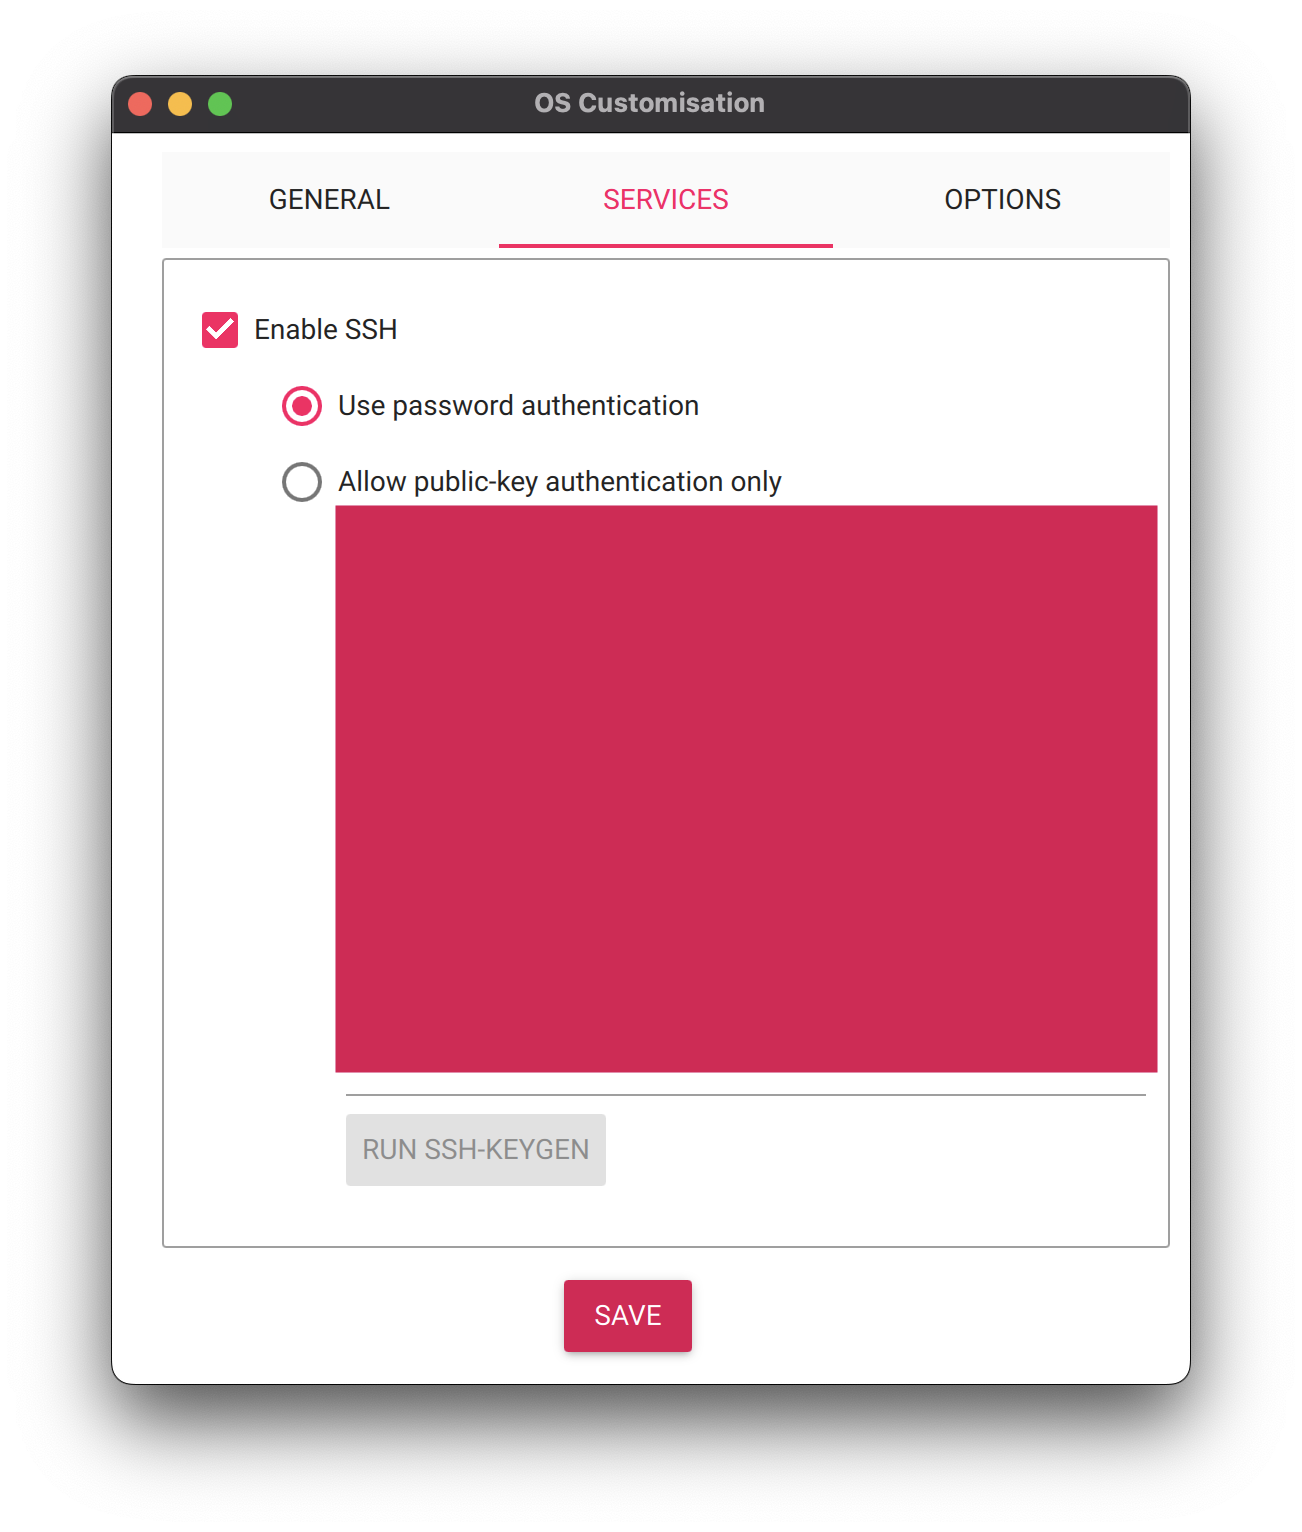 OS Customisation
GENERAL
SERVICES
OPTIONS
Enable SSH
Use password authentication
Allow public-key authentication only
RUN SSH-KEYGEN
SAVE